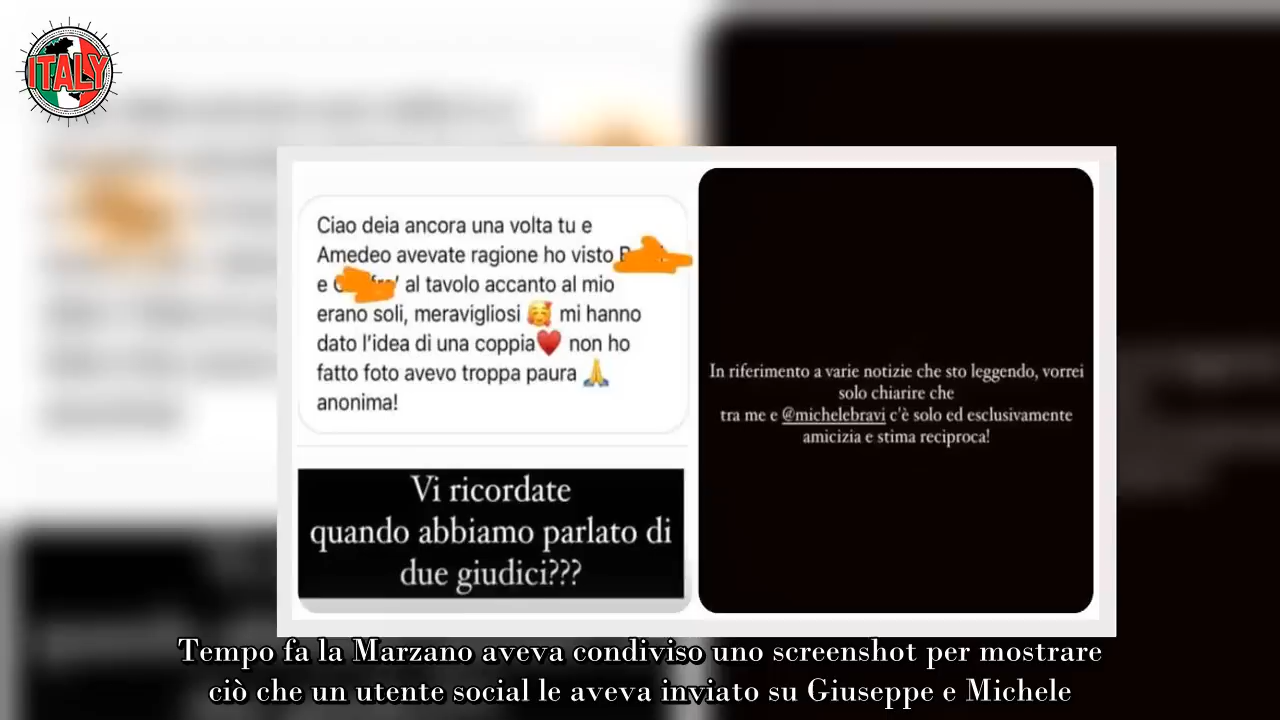 ITALY
Ciao deia ancora una volta tu e
Amedeo avevate ragione ho visto
e al tavolo accanto al mio
erano soli, meravigliosi 🥰 mi hanno
dato l'idea di una coppia❤️ non ho
fatto foto avevo troppa paura 🙏
anonima!
Vi ricordate
quando abbiamo parlato di
due giudici???
In riferimento a varie notizie che sto leggendo, vorrei
solo chiarire che
tra me e @michelebravi c'è solo ed esclusivamente
amicizia e stima reciproca!
Tempo fa la Marzano aveva condiviso uno screenshot per mostrare
ciò che un utente social le aveva inviato su Giuseppe e Michele